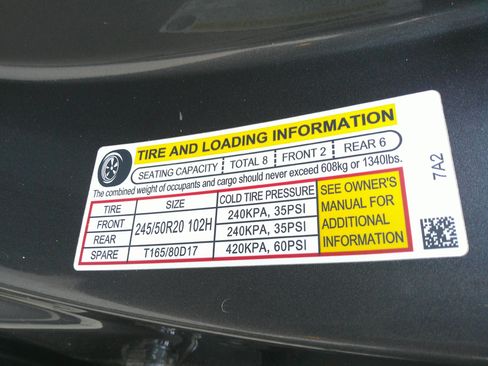 TIRE AND LOADING INFORMATION
SEATING CAPACITY TOTAL 8 FRONT 2 REAR 6
The combined weight of occupants and cargo should never exceed 608kg or 1340lbs.
TIRE SIZE COLD TIRE PRESSURE
FRONT 245/50R20 102H 240KPA, 35PSI
REAR 240KPA, 35PSI
SPARE T165/80D17 420KPA, 60PSI
SEE OWNER'S
MANUAL FOR
ADDITIONAL
INFORMATION
7A2